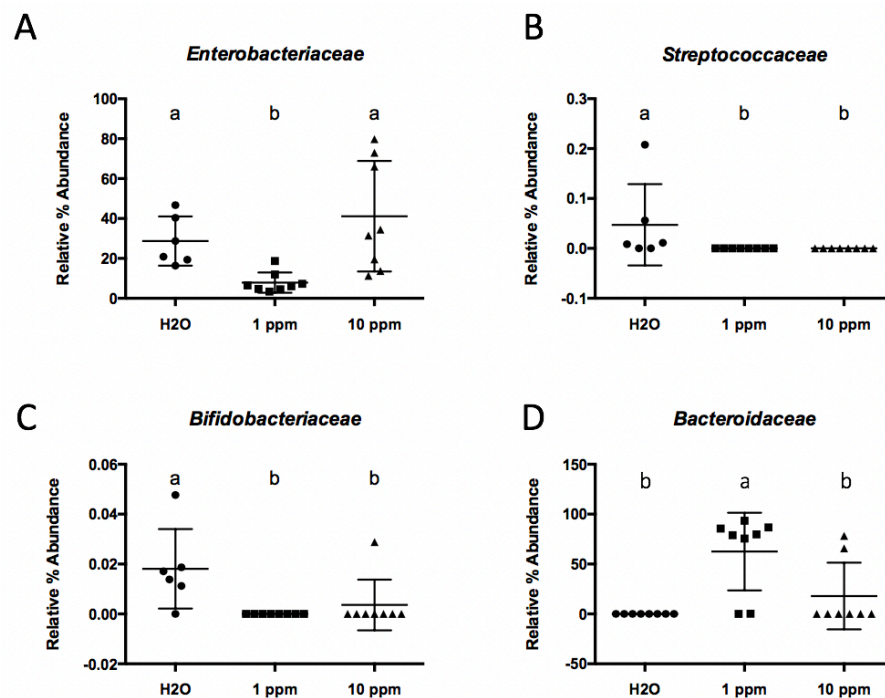 A
Enterobacteriaceae
Relative % Abundance
100
80
60
40
20
0
a
b
a
H2O
1 ppm
10 ppm
B
Streptococcaceae
Relative % Abundance
0.3
0.2
0.1
0.0
-0.1
a
b
b
H2O
1 ppm
10 ppm
C
Bifidobacteriaceae
Relative % Abundance
0.06
0.04
0.02
0.00
-0.02
a
b
b
H2O
1 ppm
10 ppm
D
Bacteroidaceae
Relative % Abundance
150
100
50
0
-50
b
a
b
H2O
1 ppm
10 ppm